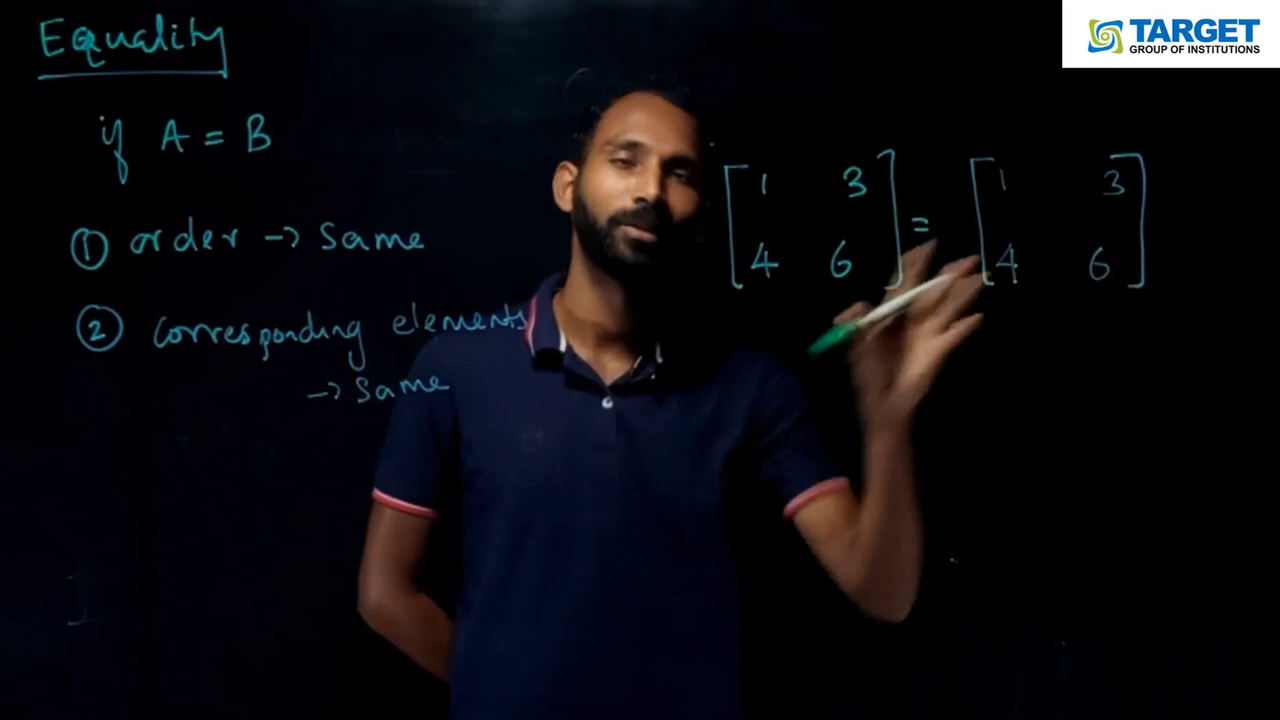 TARGET
GROUP OF INSTITUTIONS
Equality
if A = B
① order → same
② corresponding elements
→ same
[1 3] = [1 3]
[4 6] [4 6]